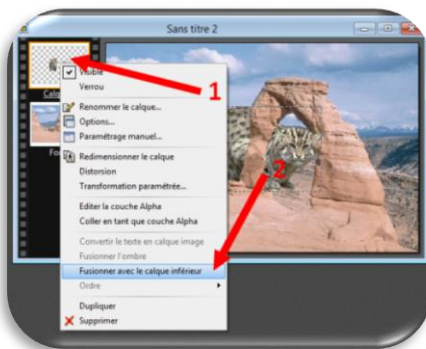 Sans titre 2
Visible
Verrou
1
Renommer le calque...
Options...
Paramétrage manuel...
Redimensionner le calque
Distorsion
Transformation paramétrée...
2
Editer la couche Alpha
Coller en tant que couche Alpha
Convertir le texte en calque image
Fusionner l'ombre
Fusionner avec le calque inférieur
Ordre
Dupliquer
Supprimer